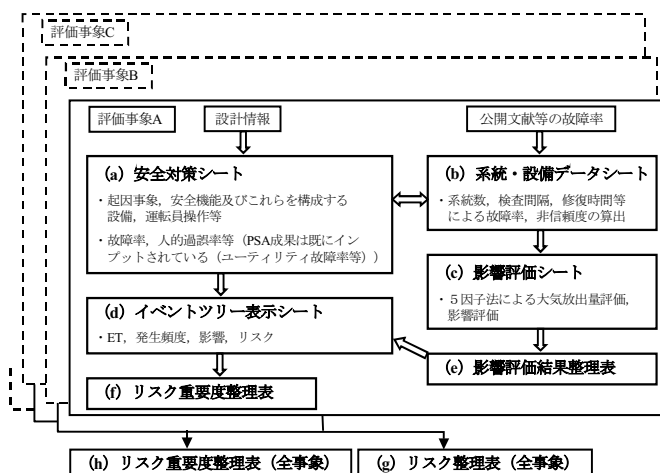 評価事象C
評価事象B
評価事象A
設計情報
公開文献等の故障率
(a) 安全対策シート
・起因事象，安全機能及びこれらを構成する
設備，運転員操作等
・故障率，人的過誤率等（PSA成果は既にイン
プットされている（ユーティリティ故障率等））
(b) 系統・設備データシート
・系統数，検査間隔，修復時間等
による故障率，非信頼度の算出
(c) 影響評価シート
・５因子法による大気放出量評価，
影響評価
(d) イベントツリー表示シート
・ET，発生頻度，影響，リスク
(e) 影響評価結果整理表
(f) リスク重要度整理表
(h) リスク重要度整理表（全事象）
(g) リスク整理表（全事象）